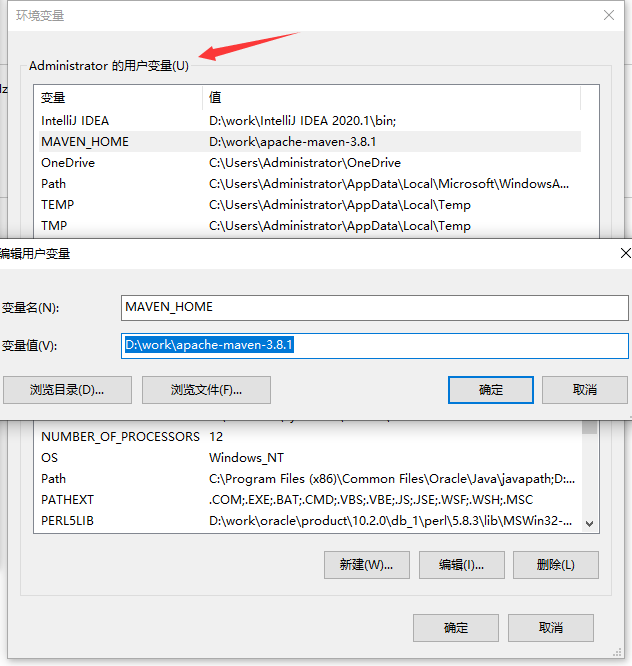 环境变量
Administrator 的用户变量(U)
变量 值
IntelliJ IDEA D:\work\IntelliJ IDEA 2020.1\bin;
MAVEN_HOME D:\work\apache-maven-3.8.1
OneDrive C:\Users\Administrator\OneDrive
Path C:\Users\Administrator\AppData\Local\Microsoft\WindowsA...
TEMP C:\Users\Administrator\AppData\Local\Temp
TMP C:\Users\Administrator\AppData\Local\Temp
编辑用户变量
变量名(N): MAVEN_HOME
变量值(V): D:\work\apache-maven-3.8.1
浏览目录(D)... 浏览文件(F)... 确定 取消
NUMBER_OF_PROCESSORS 12
OS Windows_NT
Path C:\Program Files (x86)\Common Files\Oracle\Java\javapath;D:...
PATHEXT .COM;.EXE;.BAT;.CMD;.VBS;.VBE;.JS;.JSE;.WSF;.WSH;.MSC
PERL5LIB D:\work\oracle\product\10.2.0\db_1\perl\5.8.3\lib\MSWin32-...
新建(W)... 编辑(I)... 删除(L)
确定 取消